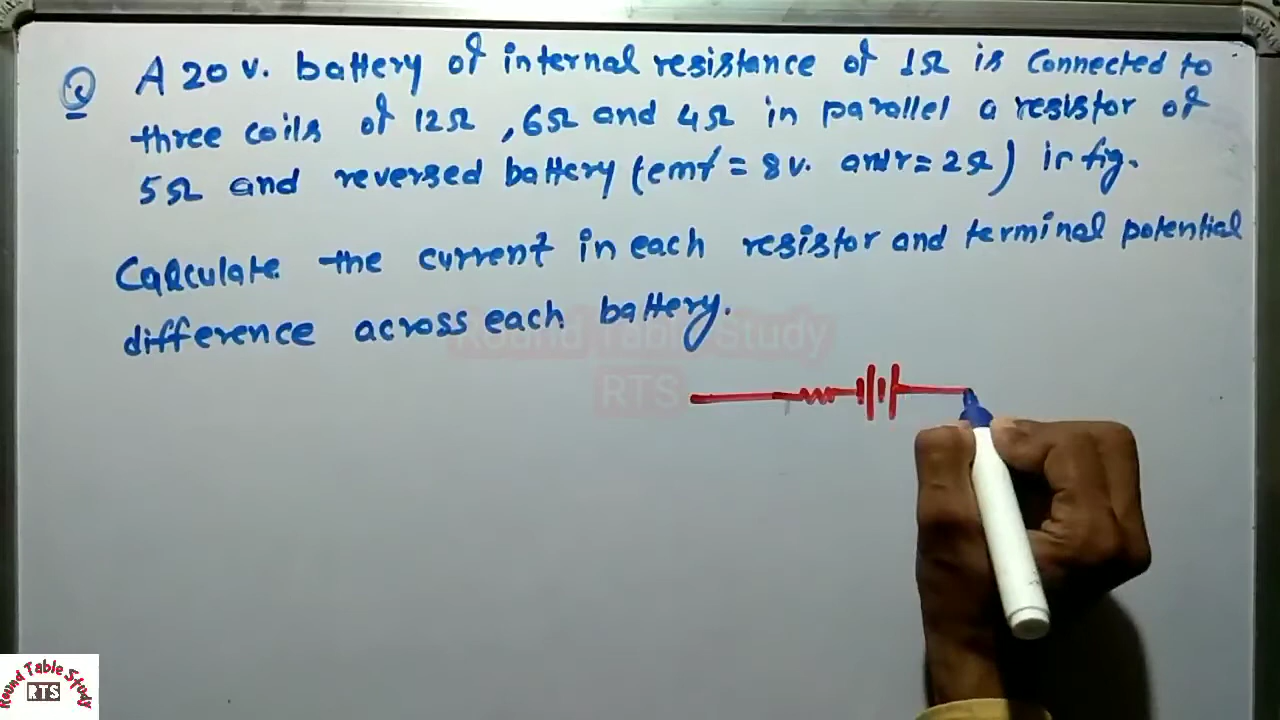 Q A 20 v. battery of internal resistance of 1Ω is connected to
three coils of 12Ω, 6Ω and 4Ω in parallel a resistor of
5Ω and reversed battery (emf = 8 v. and r = 2Ω) in fig.
Calculate the current in each resistor and terminal potential
difference across each battery.
Round Table Study
RTS
Round Table Study
RTS